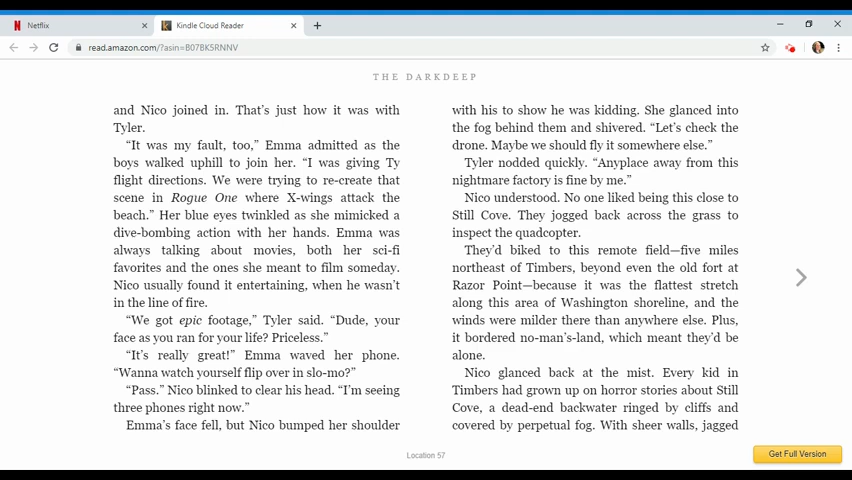 Netflix
Kindle Cloud Reader
read.amazon.com/?asin=B07BK5RNNV
THE DARKDEEP
and Nico joined in. That's just how it was with
Tyler.
"It was my fault, too," Emma admitted as the
boys walked uphill to join her. "I was giving Ty
flight directions. We were trying to re-create that
scene in Rogue One where X-wings attack the
beach." Her blue eyes twinkled as she mimicked a
dive-bombing action with her hands. Emma was
always talking about movies, both her sci-fi
favorites and the ones she meant to film someday.
Nico usually found it entertaining, when he wasn't
in the line of fire.
"We got epic footage," Tyler said. "Dude, your
face as you ran for your life? Priceless."
"It's really great!" Emma waved her phone.
"Wanna watch yourself flip over in slo-mo?"
"Pass." Nico blinked to clear his head. "I'm seeing
three phones right now."
Emma's face fell, but Nico bumped her shoulder
with his to show he was kidding. She glanced into
the fog behind them and shivered. "Let's check the
drone. Maybe we should fly it somewhere else."
Tyler nodded quickly. "Anyplace away from this
nightmare factory is fine by me."
Nico understood. No one liked being this close to
Still Cove. They jogged back across the grass to
inspect the quadcopter.
They'd biked to this remote field—five miles
northeast of Timbers, beyond even the old fort at
Razor Point—because it was the flattest stretch
along this area of Washington shoreline, and the
winds were milder there than anywhere else. Plus,
it bordered no-man's-land, which meant they'd be
alone.
Nico glanced back at the mist. Every kid in
Timbers had grown up on horror stories about Still
Cove, a dead-end backwater ringed by cliffs and
covered by perpetual fog. With sheer walls, jagged
Location 57
Get Full Version